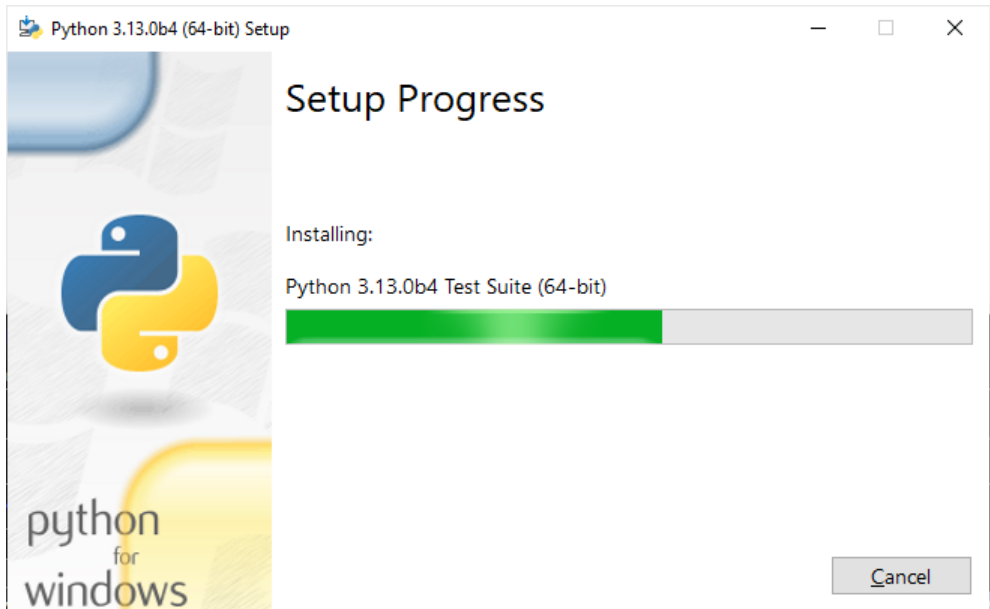 Python 3.13.0b4 (64-bit) Setup
Setup Progress
Installing:
Python 3.13.0b4 Test Suite (64-bit)
python
for
windows
Cancel